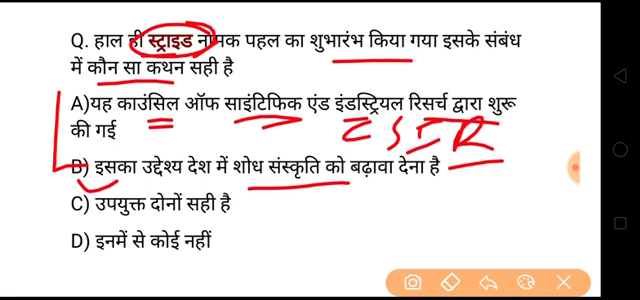 Q. हाल ही स्ट्राइड नामक पहल का शुभारंभ किया गया इसके संबंध
में कौन सा कथन सही है
A)यह काउंसिल ऑफ साइंटिफिक एंड इंडस्ट्रियल रिसर्च द्वारा शुरू
की गई
CSIR
B) इसका उद्देश्य देश में शोध संस्कृति को बढ़ावा देना है
C) उपयुक्त दोनों सही है
D) इनमें से कोई नहीं